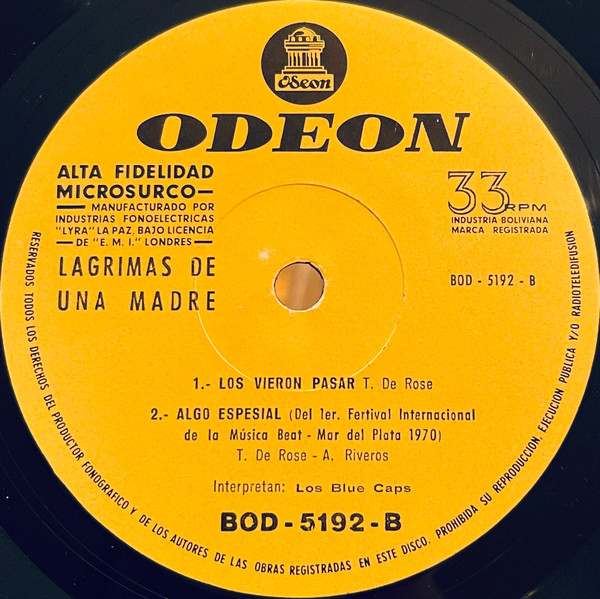 Odeon
ODEON
ALTA FIDELIDAD
MICROSURCO—
MANUFACTURADO POR
INDUSTRIAS FONOELECTRICAS
"LYRA" LA PAZ, BAJO LICENCIA
— DE "E. M. I." LONDRES —
LAGRIMAS DE
UNA MADRE
33 RPM
INDUSTRIA BOLIVIANA
MARCA REGISTRADA
BOD - 5192 - B
1.- LOS VIERON PASAR T. De Rose
2.- ALGO ESPESIAL (Del 1er. Fertival Internacional
de la Música Beat - Mar del Plata 1970)
T. De Rose - A. Riveros
Interpretan: Los Blue Caps
BOD - 5192 - B
RESERVADOS TODOS LOS DERECHOS DEL PRODUCTOR FONOGRAFICO Y DE LOS AUTORES DE LAS OBRAS REGISTRADAS EN ESTE DISCO. PROHIBIDA SU REPRODUCCION, EJECUCION PUBLICA Y/O RADIOTELEDIFUSION